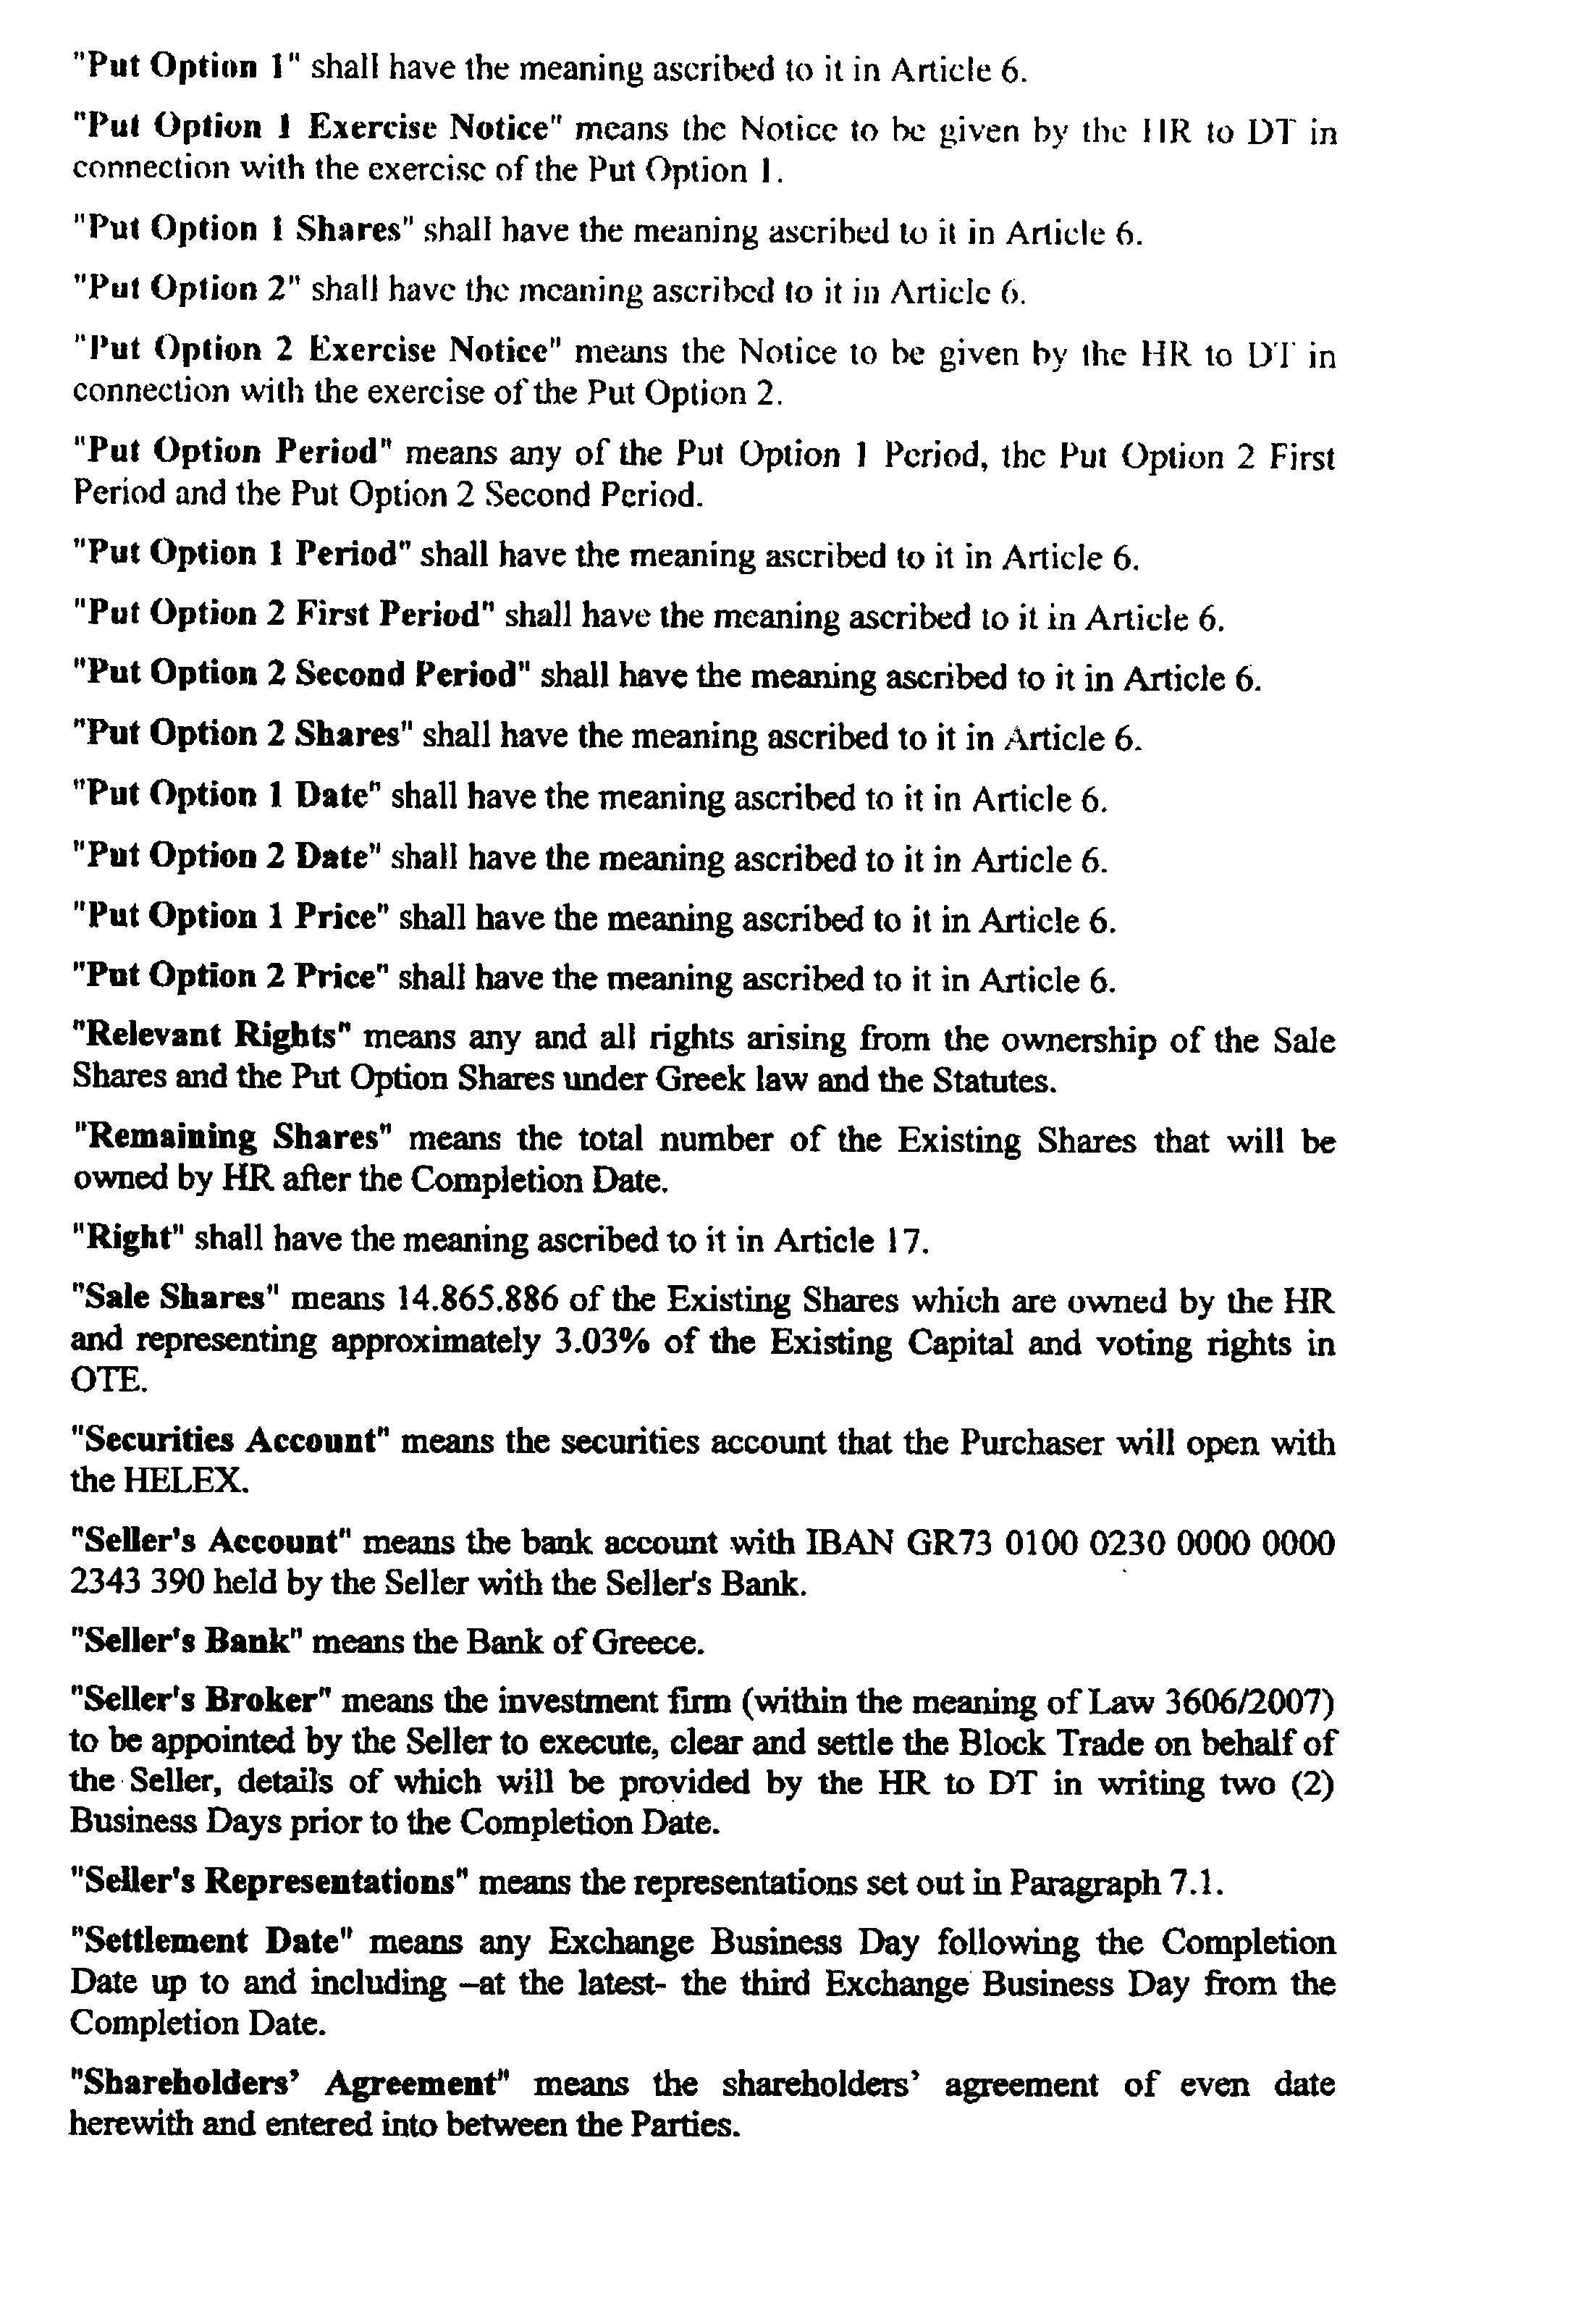 "Put Option 1" shall have the meaning ascribed to it in Article 6.
"Put Option 1 Exercise Notice" means the Notice to be given by the HR to DT in
connection with the exercise of the Put Option 1.
"Put Option 1 Shares" shall have the meaning ascribed to it in Article 6.
"Put Option 2" shall have the meaning ascribed to it in Article 6.
"Put Option 2 Exercise Notice" means the Notice to be given by the HR to DT in
connection with the exercise of the Put Option 2.
"Put Option Period" means any of the Put Option 1 Period, the Put Option 2 First
Period and the Put Option 2 Second Period.
"Put Option 1 Period" shall have the meaning ascribed to it in Article 6.
"Put Option 2 First Period" shall have the meaning ascribed to it in Article 6.
"Put Option 2 Second Period" shall have the meaning ascribed to it in Article 6.
"Put Option 2 Shares" shall have the meaning ascribed to it in Article 6.
"Put Option 1 Date" shall have the meaning ascribed to it in Article 6.
"Put Option 2 Date" shall have the meaning ascribed to it in Article 6.
"Put Option 1 Price" shall have the meaning ascribed to it in Article 6.
"Put Option 2 Price" shall have the meaning ascribed to it in Article 6.
"Relevant Rights" means any and all rights arising from the ownership of the Sale
Shares and the Put Option Shares under Greek law and the Statutes.
"Remaining Shares" means the total number of the Existing Shares that will be
owned by HR after the Completion Date.
"Right" shall have the meaning ascribed to it in Article 17.
"Sale Shares" means 14.865.886 of the Existing Shares which are owned by the HR
and representing approximately 3.03% of the Existing Capital and voting rights in
OTE.
"Securities Account" means the securities account that the Purchaser will open with
the HELEX.
"Seller's Account" means the bank account with IBAN GR73 0100 0230 0000 0000
2343 390 held by the Seller with the Seller's Bank.
"Seller's Bank" means the Bank of Greece.
"Seller's Broker" means the investment firm (within the meaning of Law 3606/2007)
to be appointed by the Seller to execute, clear and settle the Block Trade on behalf of
the Seller, details of which will be provided by the HR to DT in writing two (2)
Business Days prior to the Completion Date.
"Seller's Representations" means the representations set out in Paragraph 7.1.
"Settlement Date" means any Exchange Business Day following the Completion
Date up to and including –at the latest- the third Exchange Business Day from the
Completion Date.
"Shareholders’ Agreement" means the shareholders’ agreement of even date
herewith and entered into between the Parties.